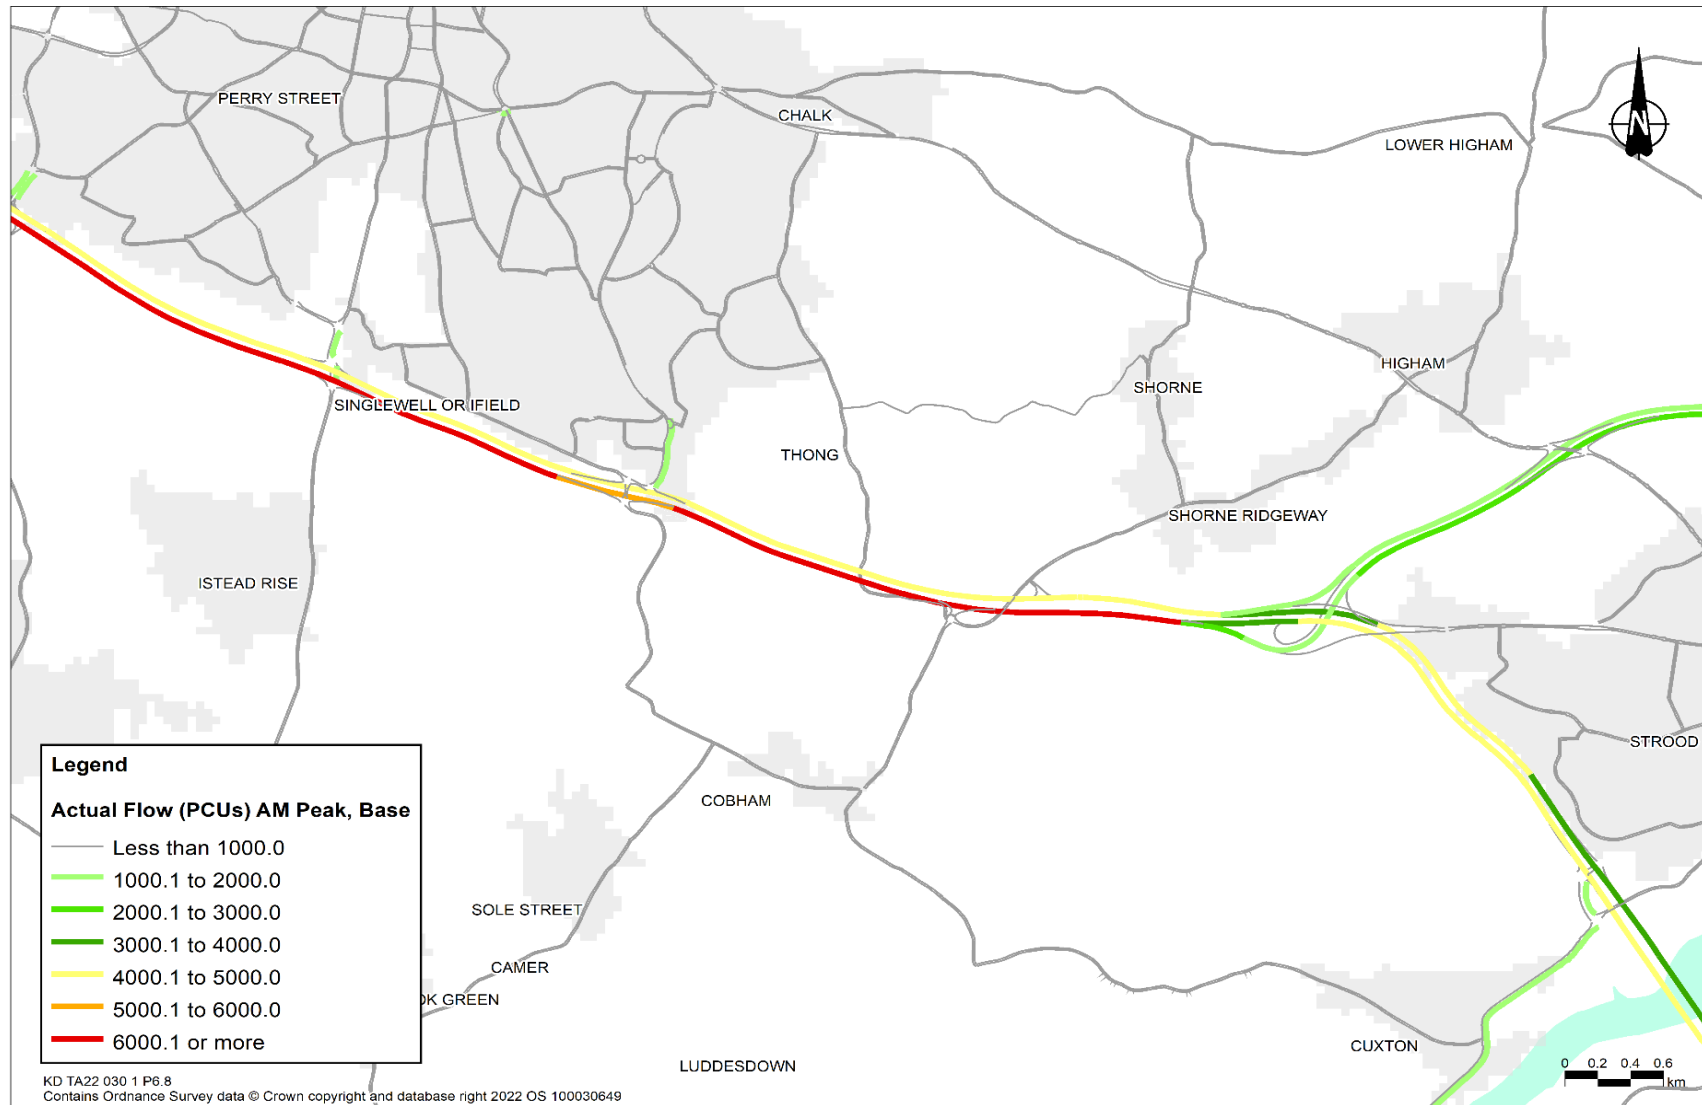 PERRY STREET
CHALK
LOWER HIGHAM
N
HIGHAM
SHORNE
SINGLEWELL OR IFIELD
THONG
SHORNE RIDGEWAY
ISTEAD RISE
STROOD
COBHAM
SOLE STREET
CAMER
OK GREEN
CUXTON
LUDDESDOWN
Legend
Actual Flow (PCUs) AM Peak, Base
Less than 1000.0
1000.1 to 2000.0
2000.1 to 3000.0
3000.1 to 4000.0
4000.1 to 5000.0
5000.1 to 6000.0
6000.1 or more
0 0.2 0.4 0.6
km
KD TA22 030 1 P6.8
Contains Ordnance Survey data © Crown copyright and database right 2022 OS 100030649